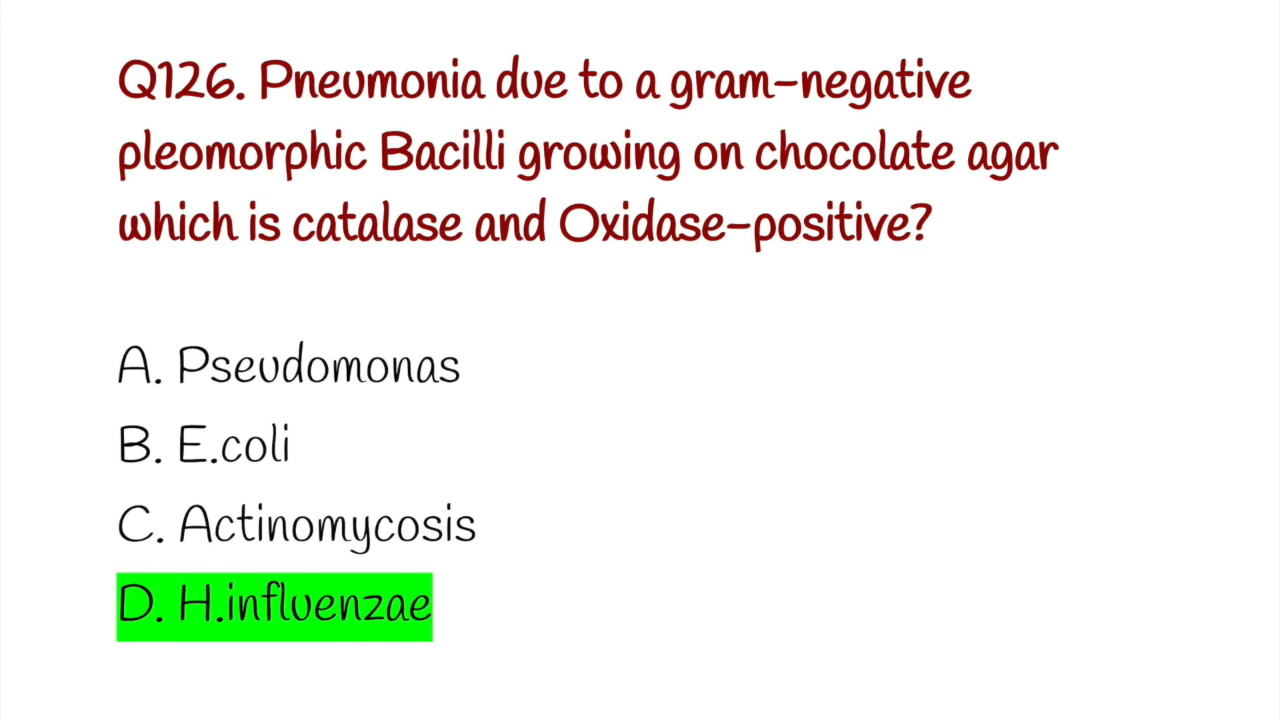 Q126. Pneumonia due to a gram-negative
pleomorphic Bacilli growing on chocolate agar
which is catalase and Oxidase-positive?
A. Pseudomonas
B. E.coli
C. Actinomycosis
D. H.influenzae